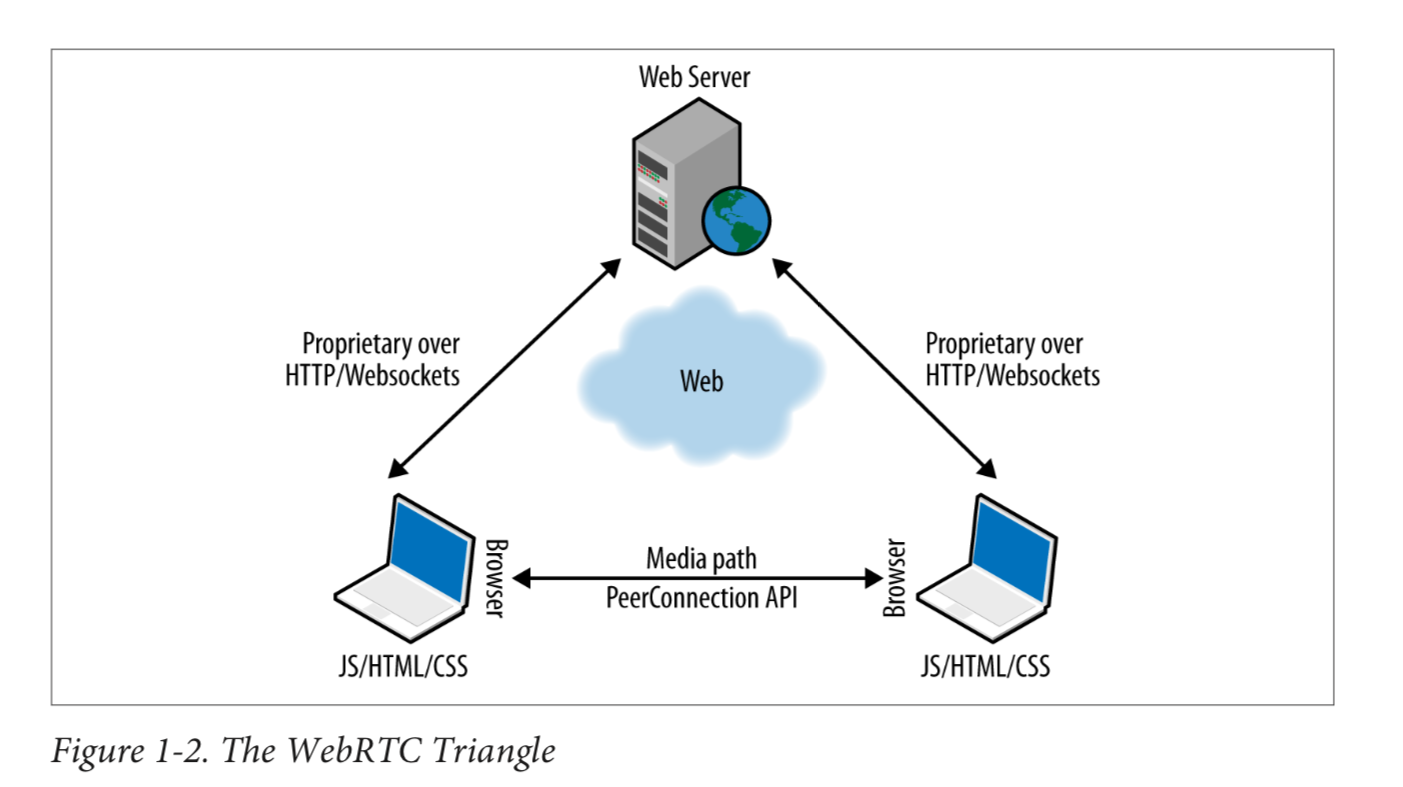 Web Server
Proprietary over
HTTP/Websockets
Proprietary over
HTTP/Websockets
Web
Browser
Media path
PeerConnection API
Browser
JS/HTML/CSS
JS/HTML/CSS
Figure 1-2. The WebRTC Triangle